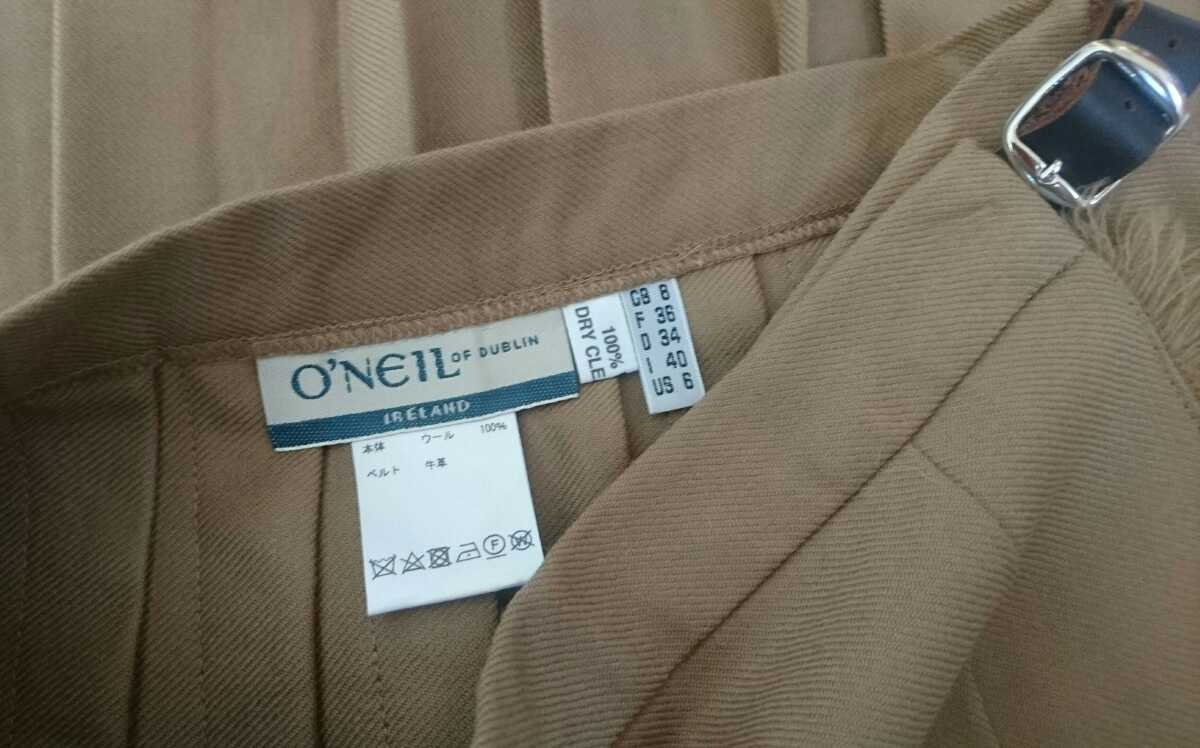 O'NEIL OF DUBLIN
IRELAND
100%
DRY CLE
GB 8
F 36
D 34
I 40
US 6
本体 ウール 100%
ベルト 牛革
F
W